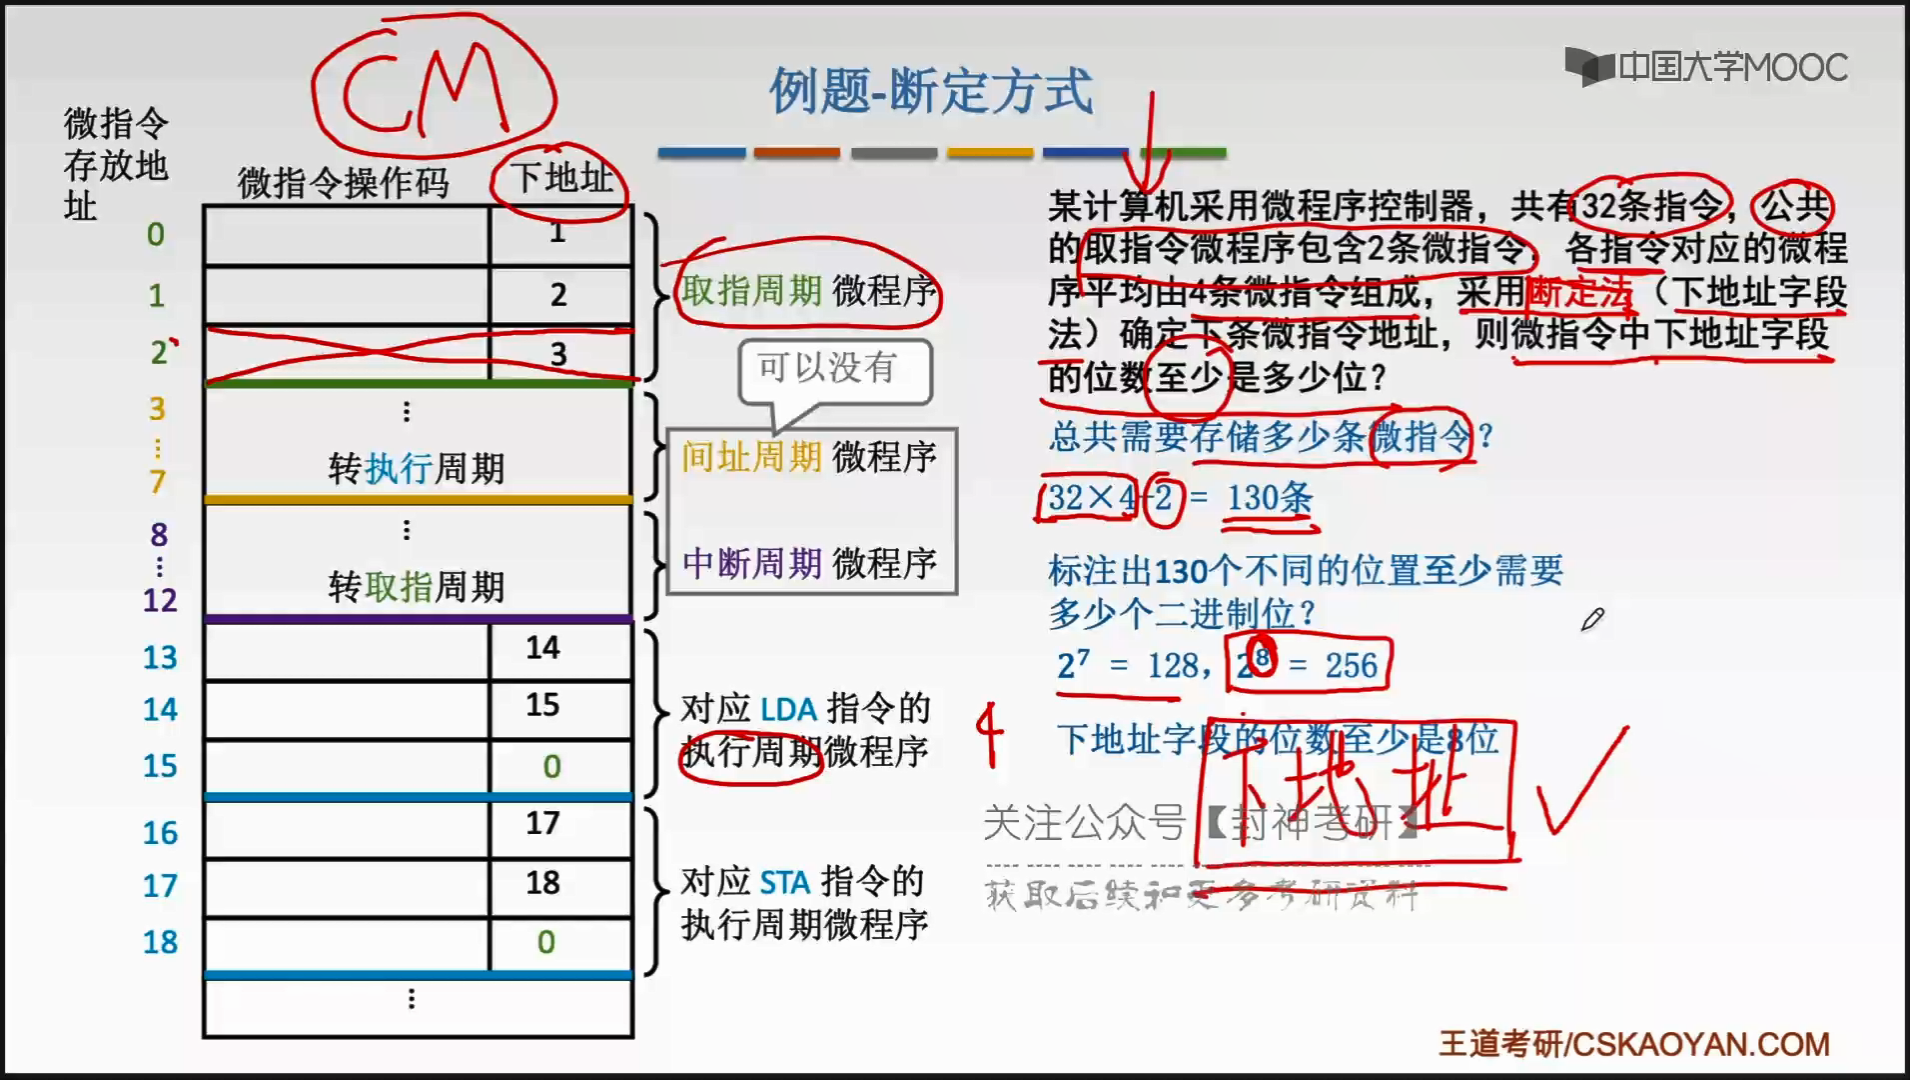 CM
例题-断定方式
中国大学MOOC
微指令
存放地
址
微指令操作码
下地址
0
1
1
2
2
3
取指周期 微程序
可以没有
3
⋮
7
⋮
转执行周期
间址周期 微程序
8
⋮
12
⋮
转取指周期
中断周期 微程序
13
14
14
15
15
0
对应 LDA 指令的
执行周期微程序
4
16
17
17
18
18
0
对应 STA 指令的
执行周期微程序
⋮
某计算机采用微程序控制器，共有32条指令，公共
的取指令微程序包含2条微指令，各指令对应的微程
序平均由4条微指令组成，采用断定法（下地址字段
法）确定下条微指令地址，则微指令中下地址字段
的位数至少是多少位？
总共需要存储多少条微指令？
32×4+2 = 130条
标注出130个不同的位置至少需要
多少个二进制位？
2⁷ = 128，2⁸ = 256
下地址字段的位数至少是8位
下地址
关注公众号【封神考研】
获取后续和更多考研资料
王道考研/CSKAOYAN.COM